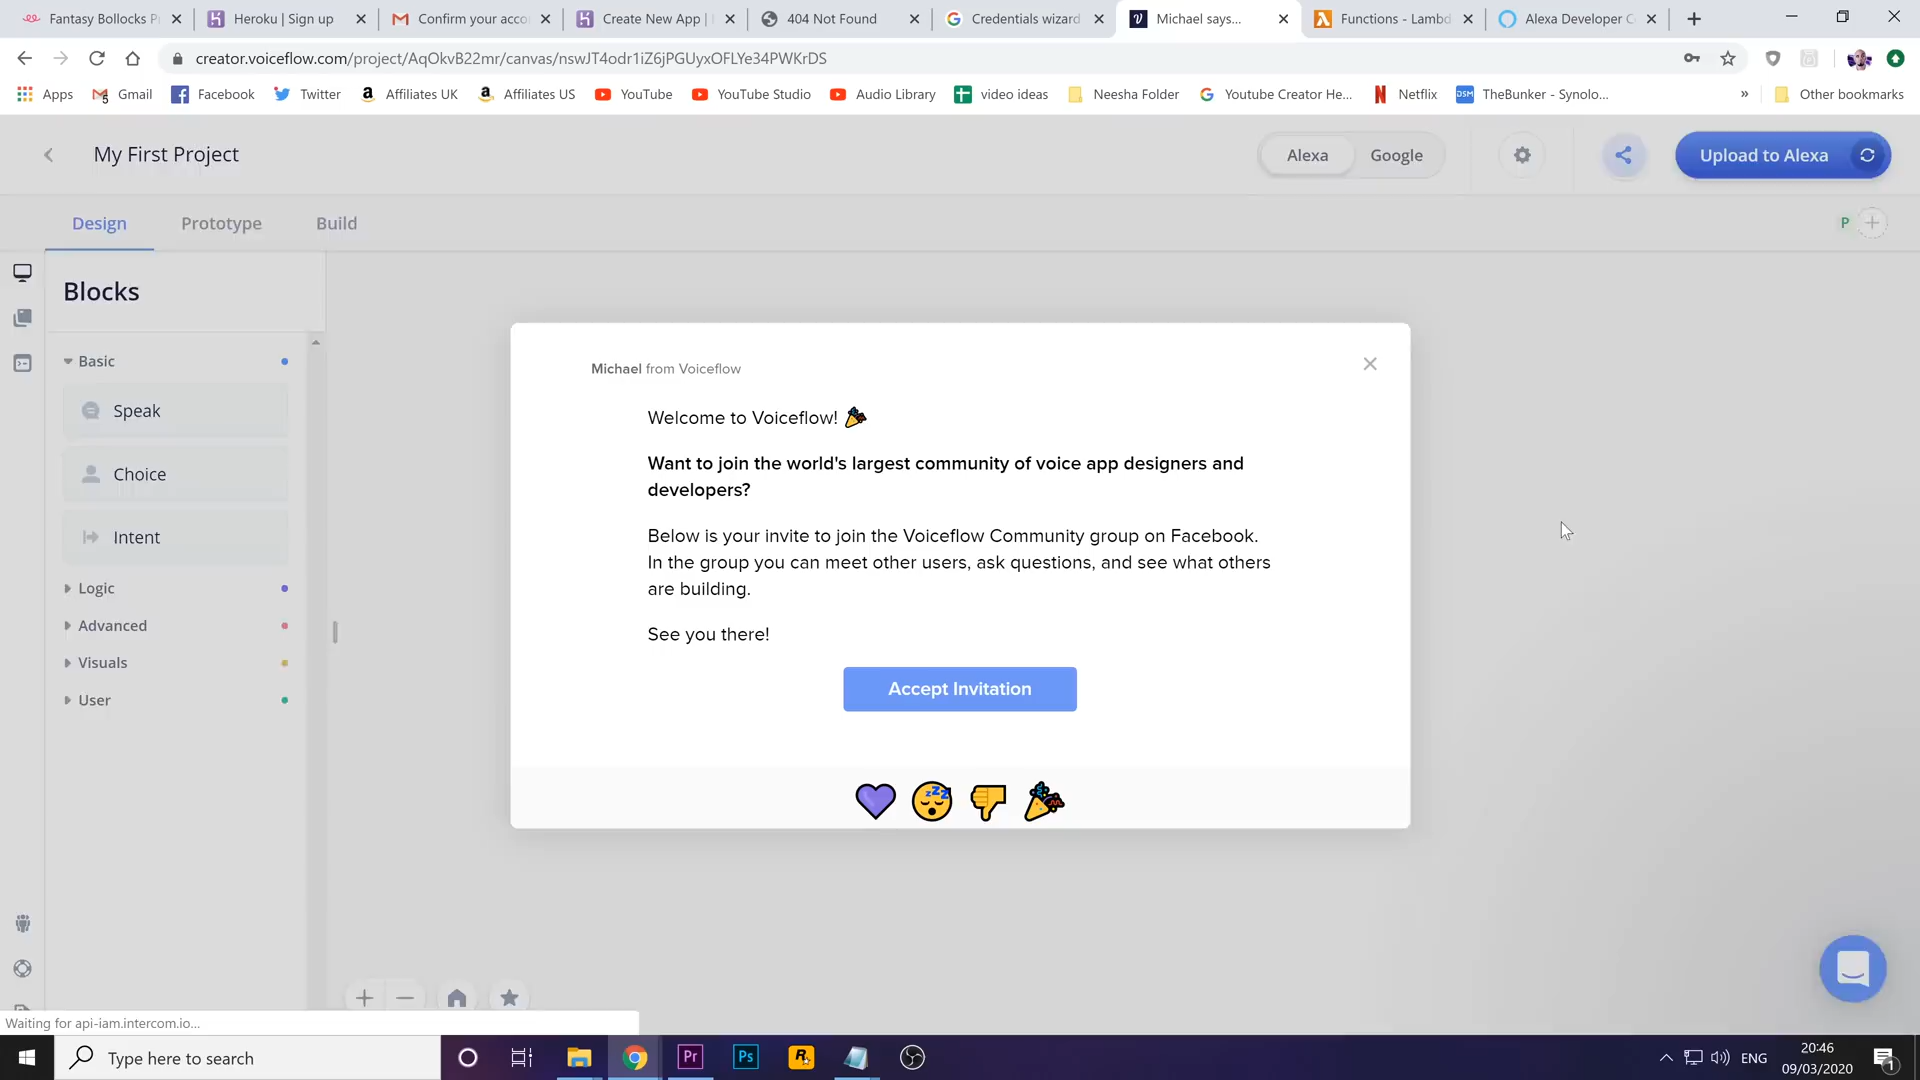 Fantasy Bollocks P
Heroku | Sign up
Confirm your acco
Create New App |
404 Not Found
Credentials wizard
Michael says...
Functions - Lambd
Alexa Developer C
creator.voiceflow.com/project/AqOkvB22mr/canvas/nswJT4odr1iZ6jPGUyxOFLYe34PWKrDS
Apps
Gmail
Facebook
Twitter
Affiliates UK
Affiliates US
YouTube
YouTube Studio
Audio Library
video ideas
Neesha Folder
Youtube Creator He...
Netflix
DSM
TheBunker - Synolo...
»
Other bookmarks
My First Project
Alexa
Google
Upload to Alexa
Design
Prototype
Build
P
Blocks
Basic
Speak
Choice
Intent
Logic
Advanced
Visuals
User
Michael from Voiceflow
Welcome to Voiceflow!
Want to join the world's largest community of voice app designers and
developers?
Below is your invite to join the Voiceflow Community group on Facebook.
In the group you can meet other users, ask questions, and see what others
are building.
See you there!
Accept Invitation
Waiting for api-iam.intercom.io...
Type here to search
Pr
Ps
R
ENG
20:46
09/03/2020
1